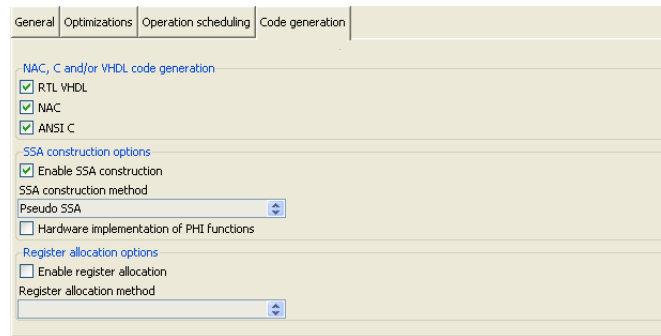 General Optimizations Operation scheduling Code generation
NAC, C and/or VHDL code generation
RTL VHDL
NAC
ANSI C
SSA construction options
Enable SSA construction
SSA construction method
Pseudo SSA
Hardware implementation of PHI functions
Register allocation options
Enable register allocation
Register allocation method